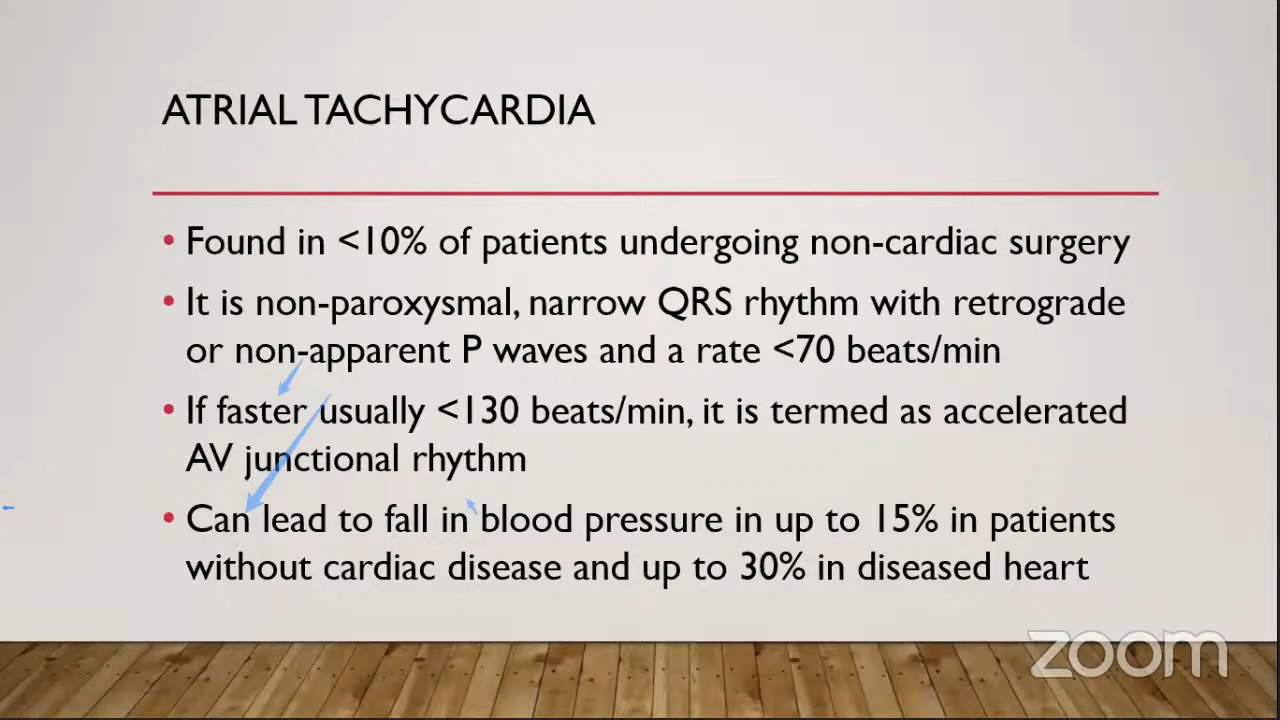 ATRIAL TACHYCARDIA
• Found in <10% of patients undergoing non-cardiac surgery
• It is non-paroxysmal, narrow QRS rhythm with retrograde
or non-apparent P waves and a rate <70 beats/min
• If faster usually <130 beats/min, it is termed as accelerated
AV junctional rhythm
• Can lead to fall in blood pressure in up to 15% in patients
without cardiac disease and up to 30% in diseased heart
zoom